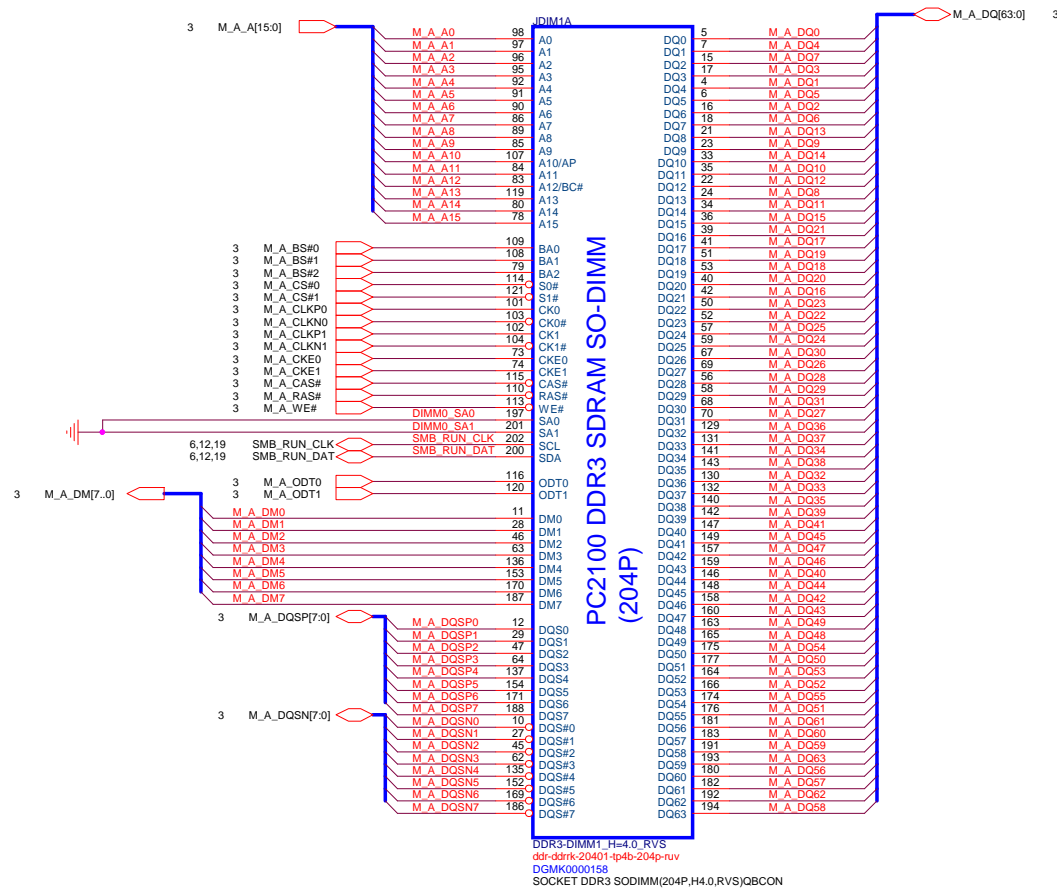 JDIM1A
3 M_A_A[15:0]
M_A_DQ[63:0] 3
M_A_A0 98 A0
M_A_A1 97 A1
M_A_A2 96 A2
M_A_A3 95 A3
M_A_A4 92 A4
M_A_A5 91 A5
M_A_A6 90 A6
M_A_A7 86 A7
M_A_A8 89 A8
M_A_A9 85 A9
M_A_A10 107 A10/AP
M_A_A11 84 A11
M_A_A12 83 A12/BC#
M_A_A13 119 A13
M_A_A14 80 A14
M_A_A15 78 A15
3 M_A_BS#0 109 BA0
3 M_A_BS#1 108 BA1
3 M_A_BS#2 79 BA2
3 M_A_CS#0 114 S0#
3 M_A_CS#1 121 S1#
3 M_A_CLKP0 101 CK0
3 M_A_CLKN0 103 CK0#
3 M_A_CLKP1 102 CK1
3 M_A_CLKN1 104 CK1#
3 M_A_CKE0 73 CKE0
3 M_A_CKE1 74 CKE1
3 M_A_CAS# 115 CAS#
3 M_A_RAS# 110 RAS#
3 M_A_WE# 113 WE#
DIMM0_SA0 197 SA0
DIMM0_SA1 201 SA1
6,12,19 SMB_RUN_CLK SMB_RUN_CLK 202 SCL
6,12,19 SMB_RUN_DAT SMB_RUN_DAT 200 SDA
3 M_A_ODT0 116 ODT0
3 M_A_ODT1 120 ODT1
3 M_A_DM[7..0]
M_A_DM0 11 DM0
M_A_DM1 28 DM1
M_A_DM2 46 DM2
M_A_DM3 63 DM3
M_A_DM4 136 DM4
M_A_DM5 153 DM5
M_A_DM6 170 DM6
M_A_DM7 187 DM7
3 M_A_DQSP[7:0]
M_A_DQSP0 12 DQS0
M_A_DQSP1 29 DQS1
M_A_DQSP2 47 DQS2
M_A_DQSP3 64 DQS3
M_A_DQSP4 137 DQS4
M_A_DQSP5 154 DQS5
M_A_DQSP6 171 DQS6
M_A_DQSP7 188 DQS7
3 M_A_DQSN[7:0]
M_A_DQSN0 10 DQS#0
M_A_DQSN1 27 DQS#1
M_A_DQSN2 45 DQS#2
M_A_DQSN3 62 DQS#3
M_A_DQSN4 135 DQS#4
M_A_DQSN5 152 DQS#5
M_A_DQSN6 169 DQS#6
M_A_DQSN7 186 DQS#7
PC2100 DDR3 SDRAM SO-DIMM
(204P)
DQ0 5 M_A_DQ0
DQ1 7 M_A_DQ4
DQ2 15 M_A_DQ7
DQ3 17 M_A_DQ3
DQ4 4 M_A_DQ1
DQ5 6 M_A_DQ5
DQ6 16 M_A_DQ2
DQ7 18 M_A_DQ6
DQ8 21 M_A_DQ13
DQ9 23 M_A_DQ9
DQ10 33 M_A_DQ14
DQ11 35 M_A_DQ10
DQ12 22 M_A_DQ12
DQ13 24 M_A_DQ8
DQ14 34 M_A_DQ11
DQ15 36 M_A_DQ15
DQ16 39 M_A_DQ21
DQ17 41 M_A_DQ17
DQ18 51 M_A_DQ19
DQ19 53 M_A_DQ18
DQ20 40 M_A_DQ20
DQ21 42 M_A_DQ16
DQ22 50 M_A_DQ23
DQ23 52 M_A_DQ22
DQ24 57 M_A_DQ25
DQ25 59 M_A_DQ24
DQ26 67 M_A_DQ30
DQ27 69 M_A_DQ26
DQ28 56 M_A_DQ28
DQ29 58 M_A_DQ29
DQ30 68 M_A_DQ31
DQ31 70 M_A_DQ27
DQ32 129 M_A_DQ36
DQ33 131 M_A_DQ37
DQ34 141 M_A_DQ34
DQ35 143 M_A_DQ38
DQ36 130 M_A_DQ32
DQ37 132 M_A_DQ33
DQ38 140 M_A_DQ35
DQ39 142 M_A_DQ39
DQ40 147 M_A_DQ41
DQ41 149 M_A_DQ45
DQ42 157 M_A_DQ47
DQ43 159 M_A_DQ46
DQ44 146 M_A_DQ40
DQ45 148 M_A_DQ44
DQ46 158 M_A_DQ42
DQ47 160 M_A_DQ43
DQ48 163 M_A_DQ49
DQ49 165 M_A_DQ48
DQ50 175 M_A_DQ54
DQ51 177 M_A_DQ50
DQ52 164 M_A_DQ53
DQ53 166 M_A_DQ52
DQ54 174 M_A_DQ55
DQ55 176 M_A_DQ51
DQ56 181 M_A_DQ61
DQ57 183 M_A_DQ60
DQ58 191 M_A_DQ59
DQ59 193 M_A_DQ63
DQ60 180 M_A_DQ56
DQ61 182 M_A_DQ57
DQ62 192 M_A_DQ62
DQ63 194 M_A_DQ58
DDR3-DIMM1_H=4.0_RVS
ddr-ddrrk-20401-tp4b-204p-ruv
DGMK0000158
SOCKET DDR3 SODIMM(204P,H4.0,RVS)QBCON